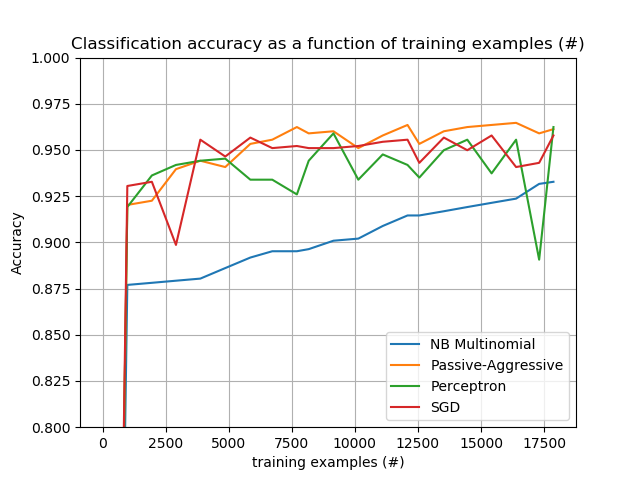 Classification accuracy as a function of training examples (#)
1.000
0.975
0.950
0.925
0.900
0.875
0.850
0.825
0.800
Accuracy
NB Multinomial
Passive-Aggressive
Perceptron
SGD
0 2500 5000 7500 10000 12500 15000 17500
training examples (#)